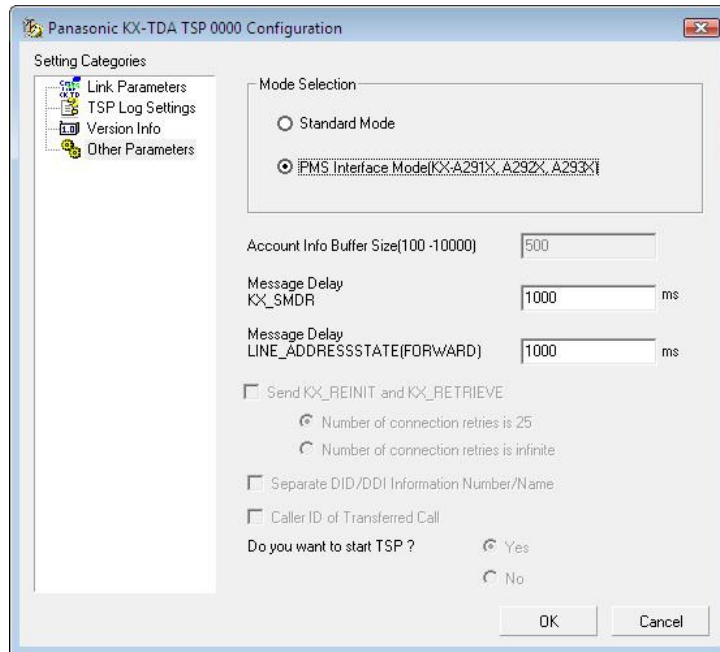 Panasonic KX-TDA TSP 0000 Configuration
Setting Categories
Link Parameters
TSP Log Settings
Version Info
Other Parameters
Mode Selection
Standard Mode
PMS Interface Mode(KX-A291X, A292X, A293X)
Account Info Buffer Size(100 -10000)
500
Message Delay
KX_SMDR
1000
ms
Message Delay
LINE_ADDRESSSTATE(FORWARD)
1000
ms
Send KX_REINIT and KX_RETRIEVE
Number of connection retries is 25
Number of connection retries is infinite
Separate DID/DDI Information Number/Name
Caller ID of Transferred Call
Do you want to start TSP ?
Yes
No
OK
Cancel